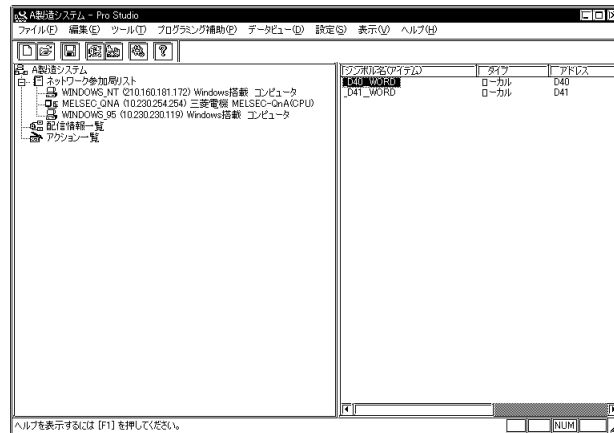 A製造システム - Pro Studio
ファイル(F) 編集(E) ツール(T) プログラミング補助(P) データビュー(D) 設定(S) 表示(V) ヘルプ(H)
A製造システム
ネットワーク参加局リスト
WINDOWS_NT (210.160.181.172) Windows搭載 コンピュータ
MELSEC_QNA (10.230.254.254) 三菱電機 MELSEC-QnA(CPU)
WINDOWS_95 (10.230.230.119) Windows搭載 コンピュータ
配信情報一覧
アクション一覧
シンボル名(アイテム) タイプ アドレス
_D40_WORD ローカル D40
_D41_WORD ローカル D41
ヘルプを表示するには [F1] を押してください。
NUM